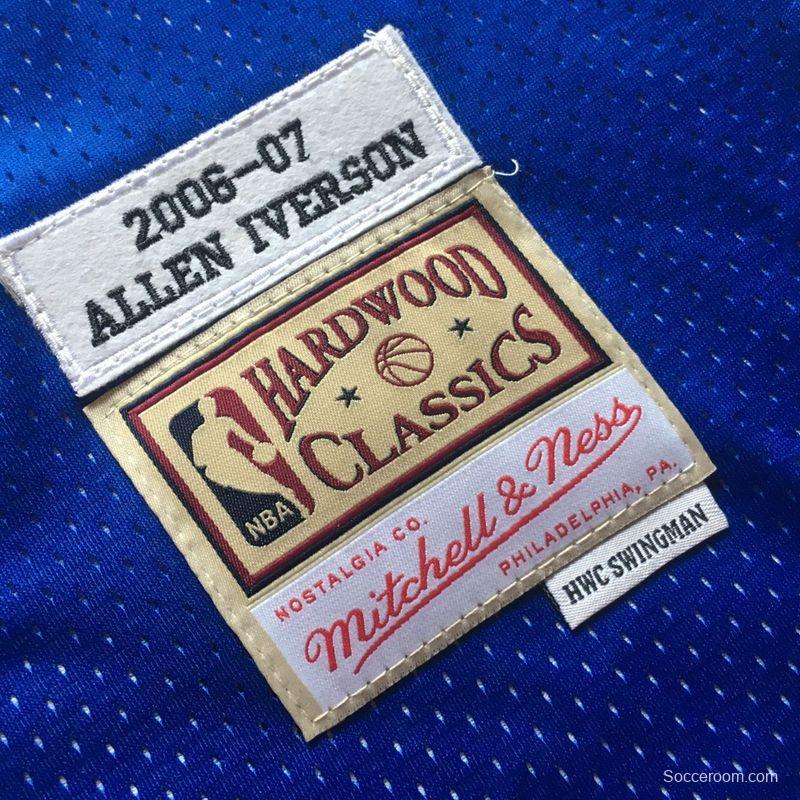 2006-07
ALLEN IVERSON
HARDWOOD
CLASSICS
NBA
NOSTALGIA CO.
Mitchell & Ness
PHILADELPHIA, PA.
HWC SWINGMAN
Socceroom.com